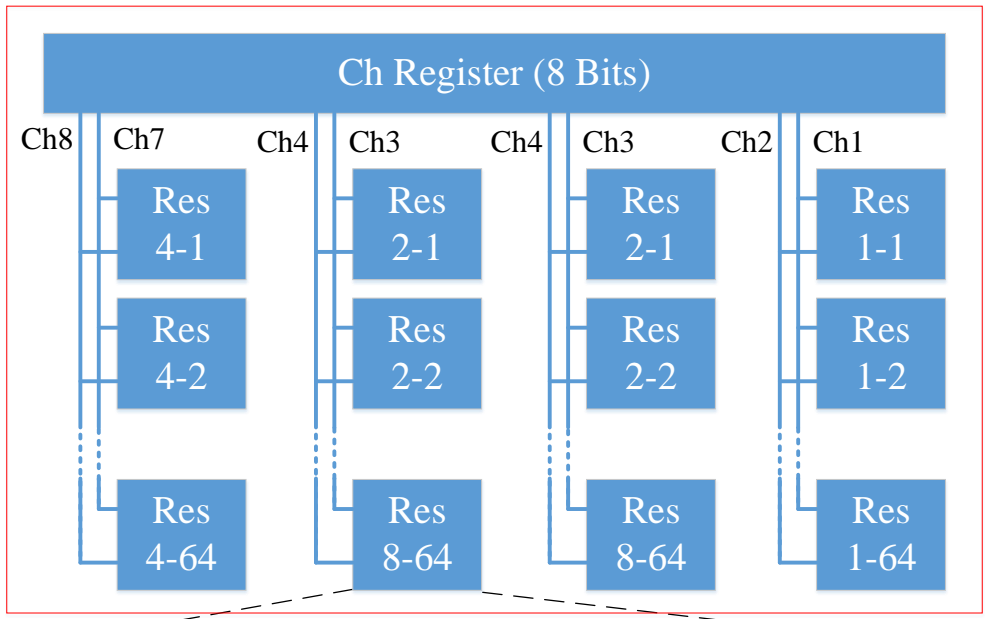 Ch Register (8 Bits)
Ch8 Ch7 Ch4 Ch3 Ch4 Ch3 Ch2 Ch1
Res Res Res Res
4-1 2-1 2-1 1-1
Res Res Res Res
4-2 2-2 2-2 1-2
Res Res Res Res
4-64 8-64 8-64 1-64